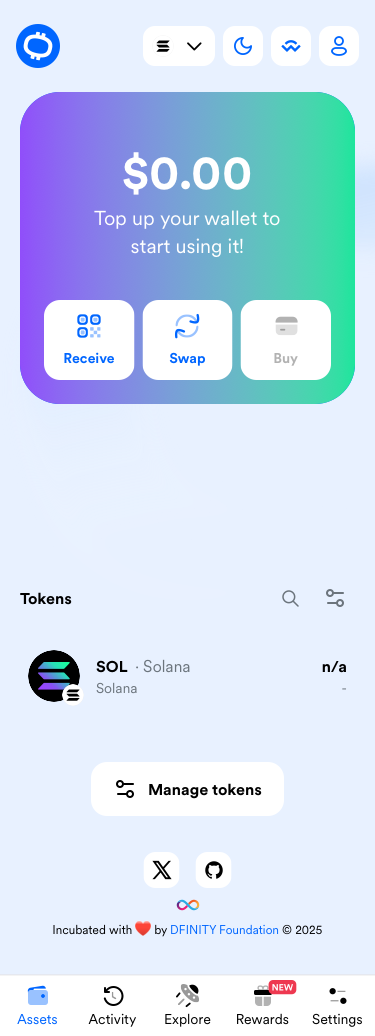 $0.00
Top up your wallet to
start using it!
Receive
Swap
Buy
Tokens
SOL · Solana
n/a
Solana
-
Manage tokens
Incubated with ❤️ by DFINITY Foundation © 2025
NEW
Assets
Activity
Explore
Rewards
Settings